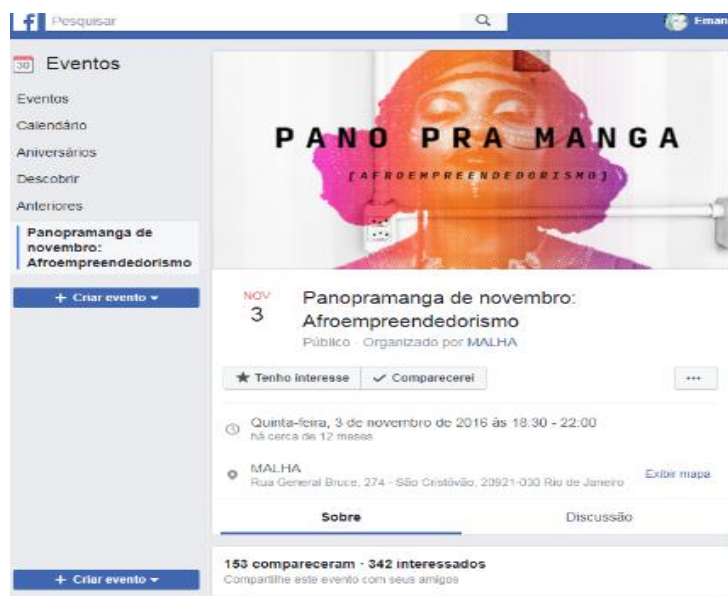 f Pesquisar Eman
30 Eventos
Eventos
Calendário
Aniversários
Descobrir
Anteriores
Panopramanga de
novembro:
Afroempreendedorismo
+ Criar evento
PANO PRA MANGA
[AFROEMPREENDEDORISMO]
NOV
3
Panopramanga de novembro:
Afroempreendedorismo
Público · Organizado por MALHA
★ Tenho interesse ✓ Comparecerei ...
Quinta-feira, 3 de novembro de 2016 às 18:30 - 22:00
há cerca de 12 meses
MALHA
Rua General Bruce, 274 - São Cristóvão, 20921-030 Rio de Janeiro
Exibir mapa
Sobre Discussão
153 compareceram · 342 interessados
Compartilhe este evento com seus amigos
+ Criar evento